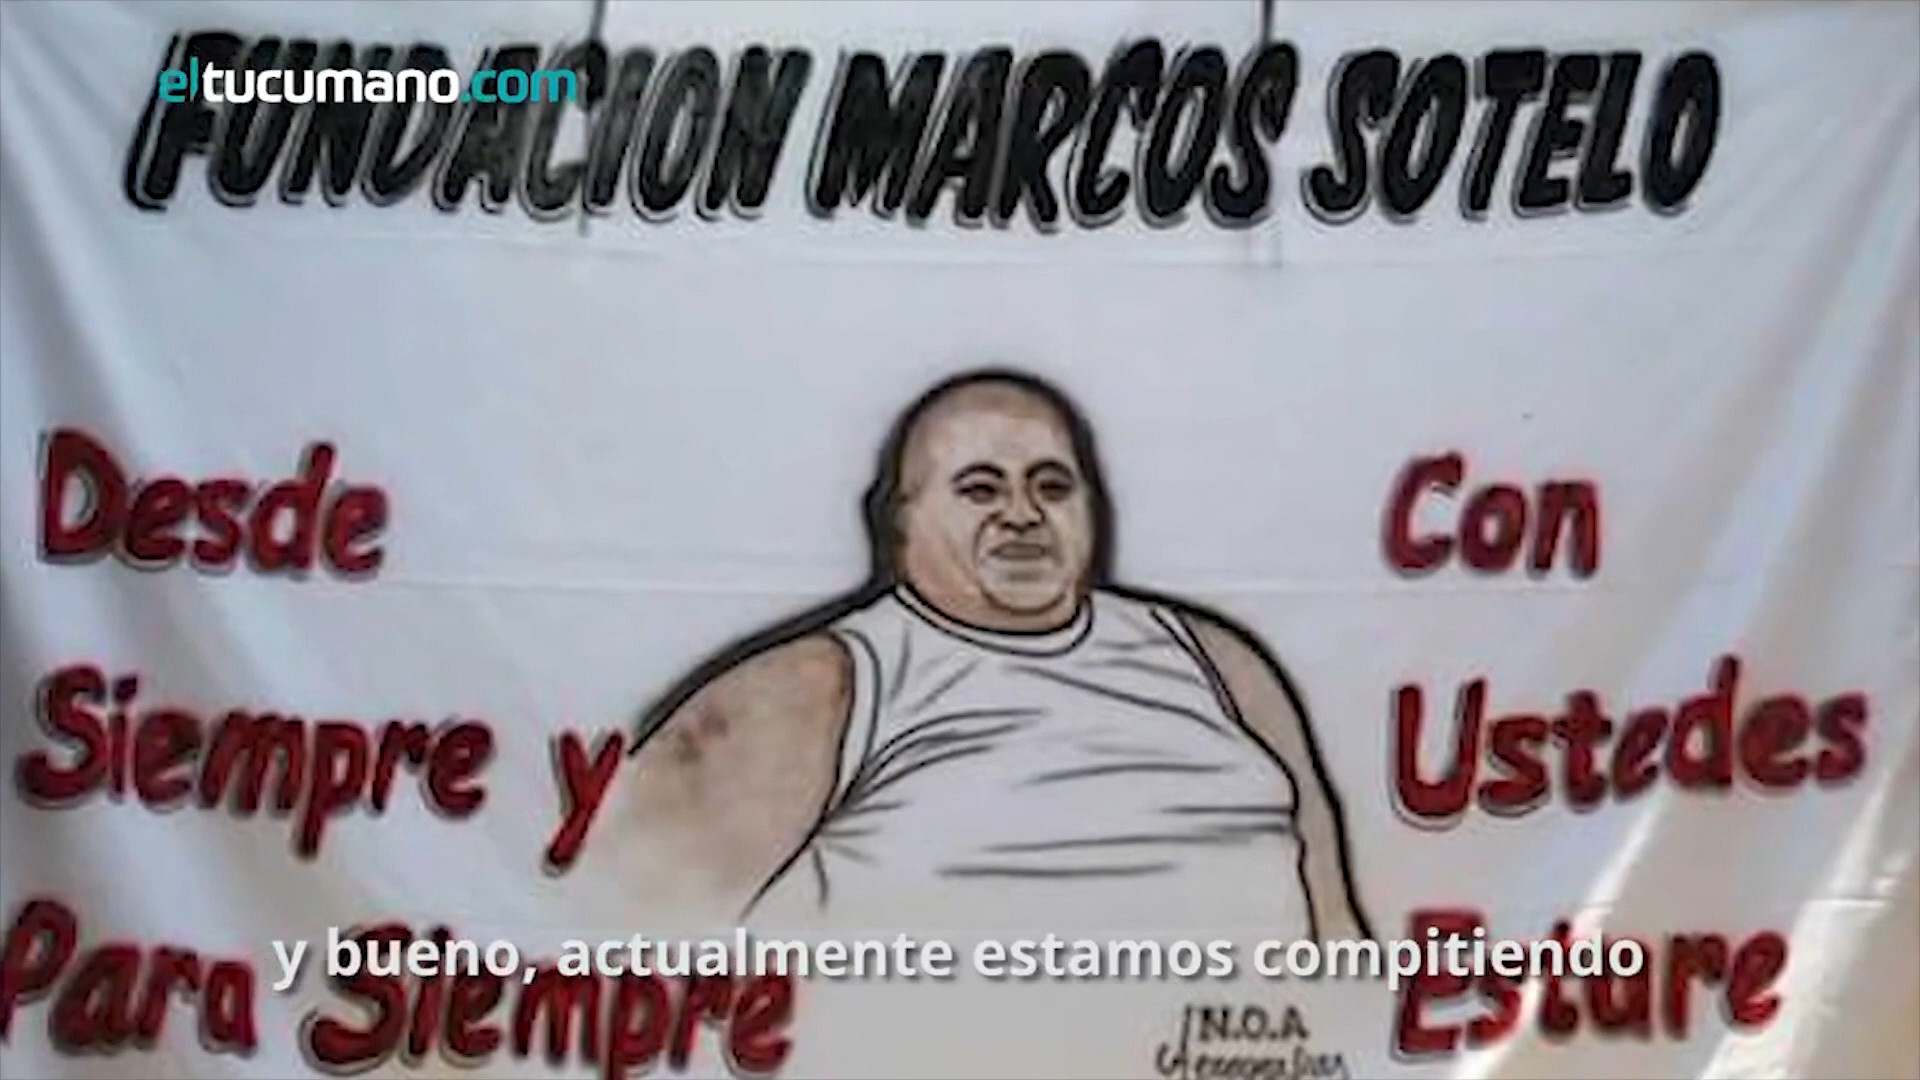 eltucumano.com
FUNDACION MARCOS SOTELO
Desde
Siempre y
Para Siempre
Con
Ustedes
Estare
y bueno, actualmente estamos compitiendo
N.O.A